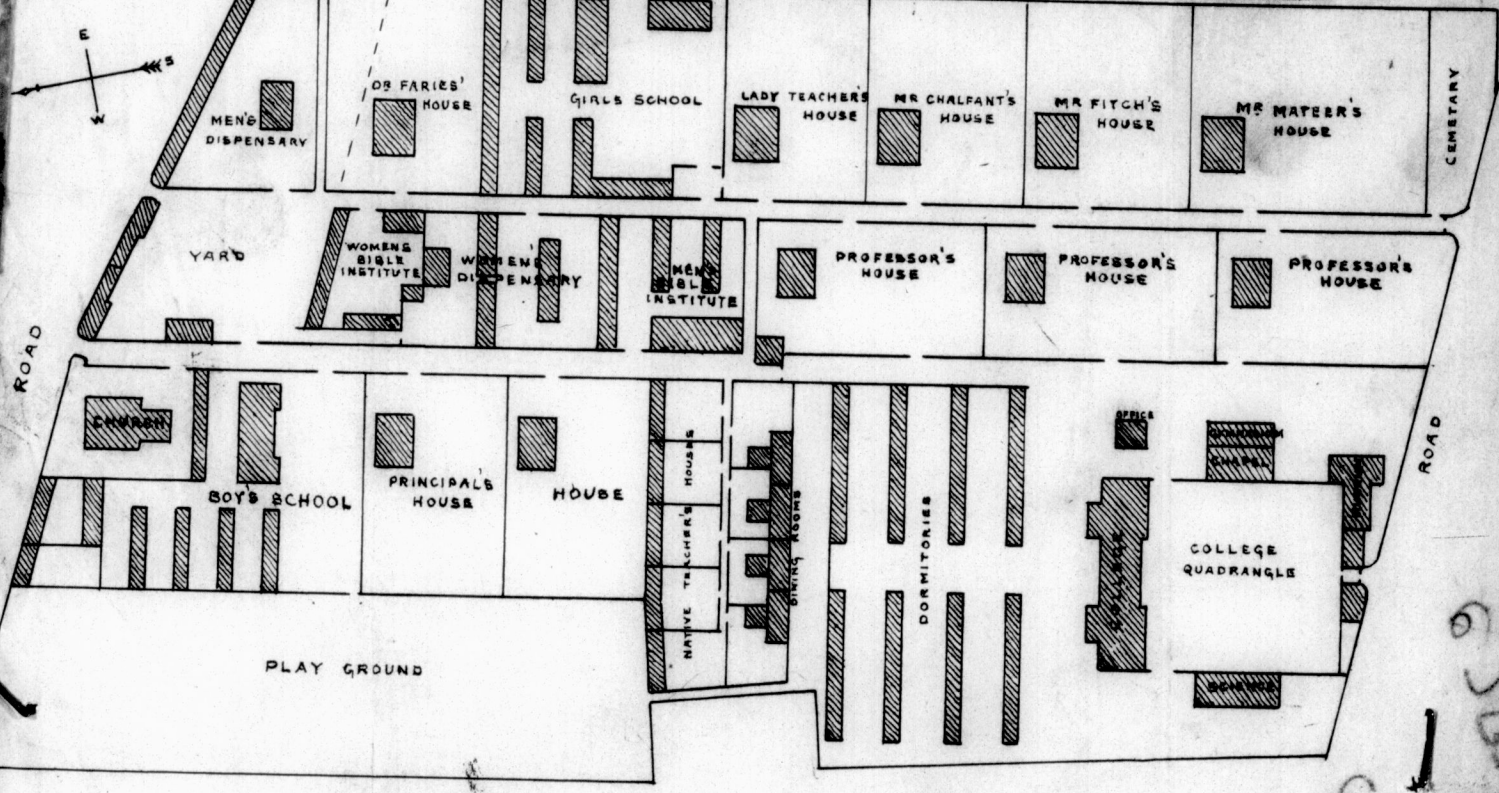 E
S
W
MEN'S
DISPENSARY
DR FARIES'
HOUSE
GIRLS SCHOOL
LADY TEACHER'S
HOUSE
MR CHALFANT'S
HOUSE
MR FITCH'S
HOUSE
MR MATEER'S
HOUSE
CEMETARY
YARD
WOMENS
BIBLE
INSTITUTE
WOMENS'
DISPENSARY
MEN'S
BIBLE
INSTITUTE
PROFESSOR'S
HOUSE
PROFESSOR'S
HOUSE
PROFESSOR'S
HOUSE
ROAD
CHURCH
BOY'S SCHOOL
PRINCIPAL'S
HOUSE
HOUSE
NATIVE TEACHER'S HOUSES
DINING ROOMS
DORMITORIES
OFFICE
CHAPEL
COLLEGE
COLLEGE
QUADRANGLE
SCIENCE
ROAD
PLAY GROUND